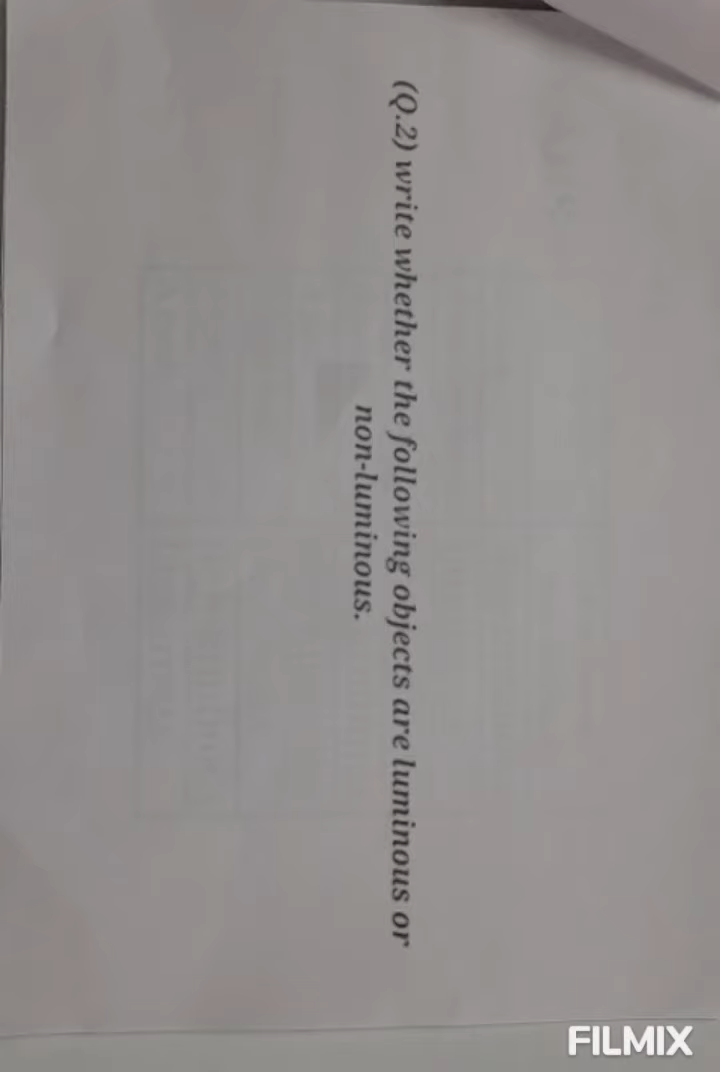 (Q.2) write whether the following objects are luminous or
non-luminous.
FILMIX